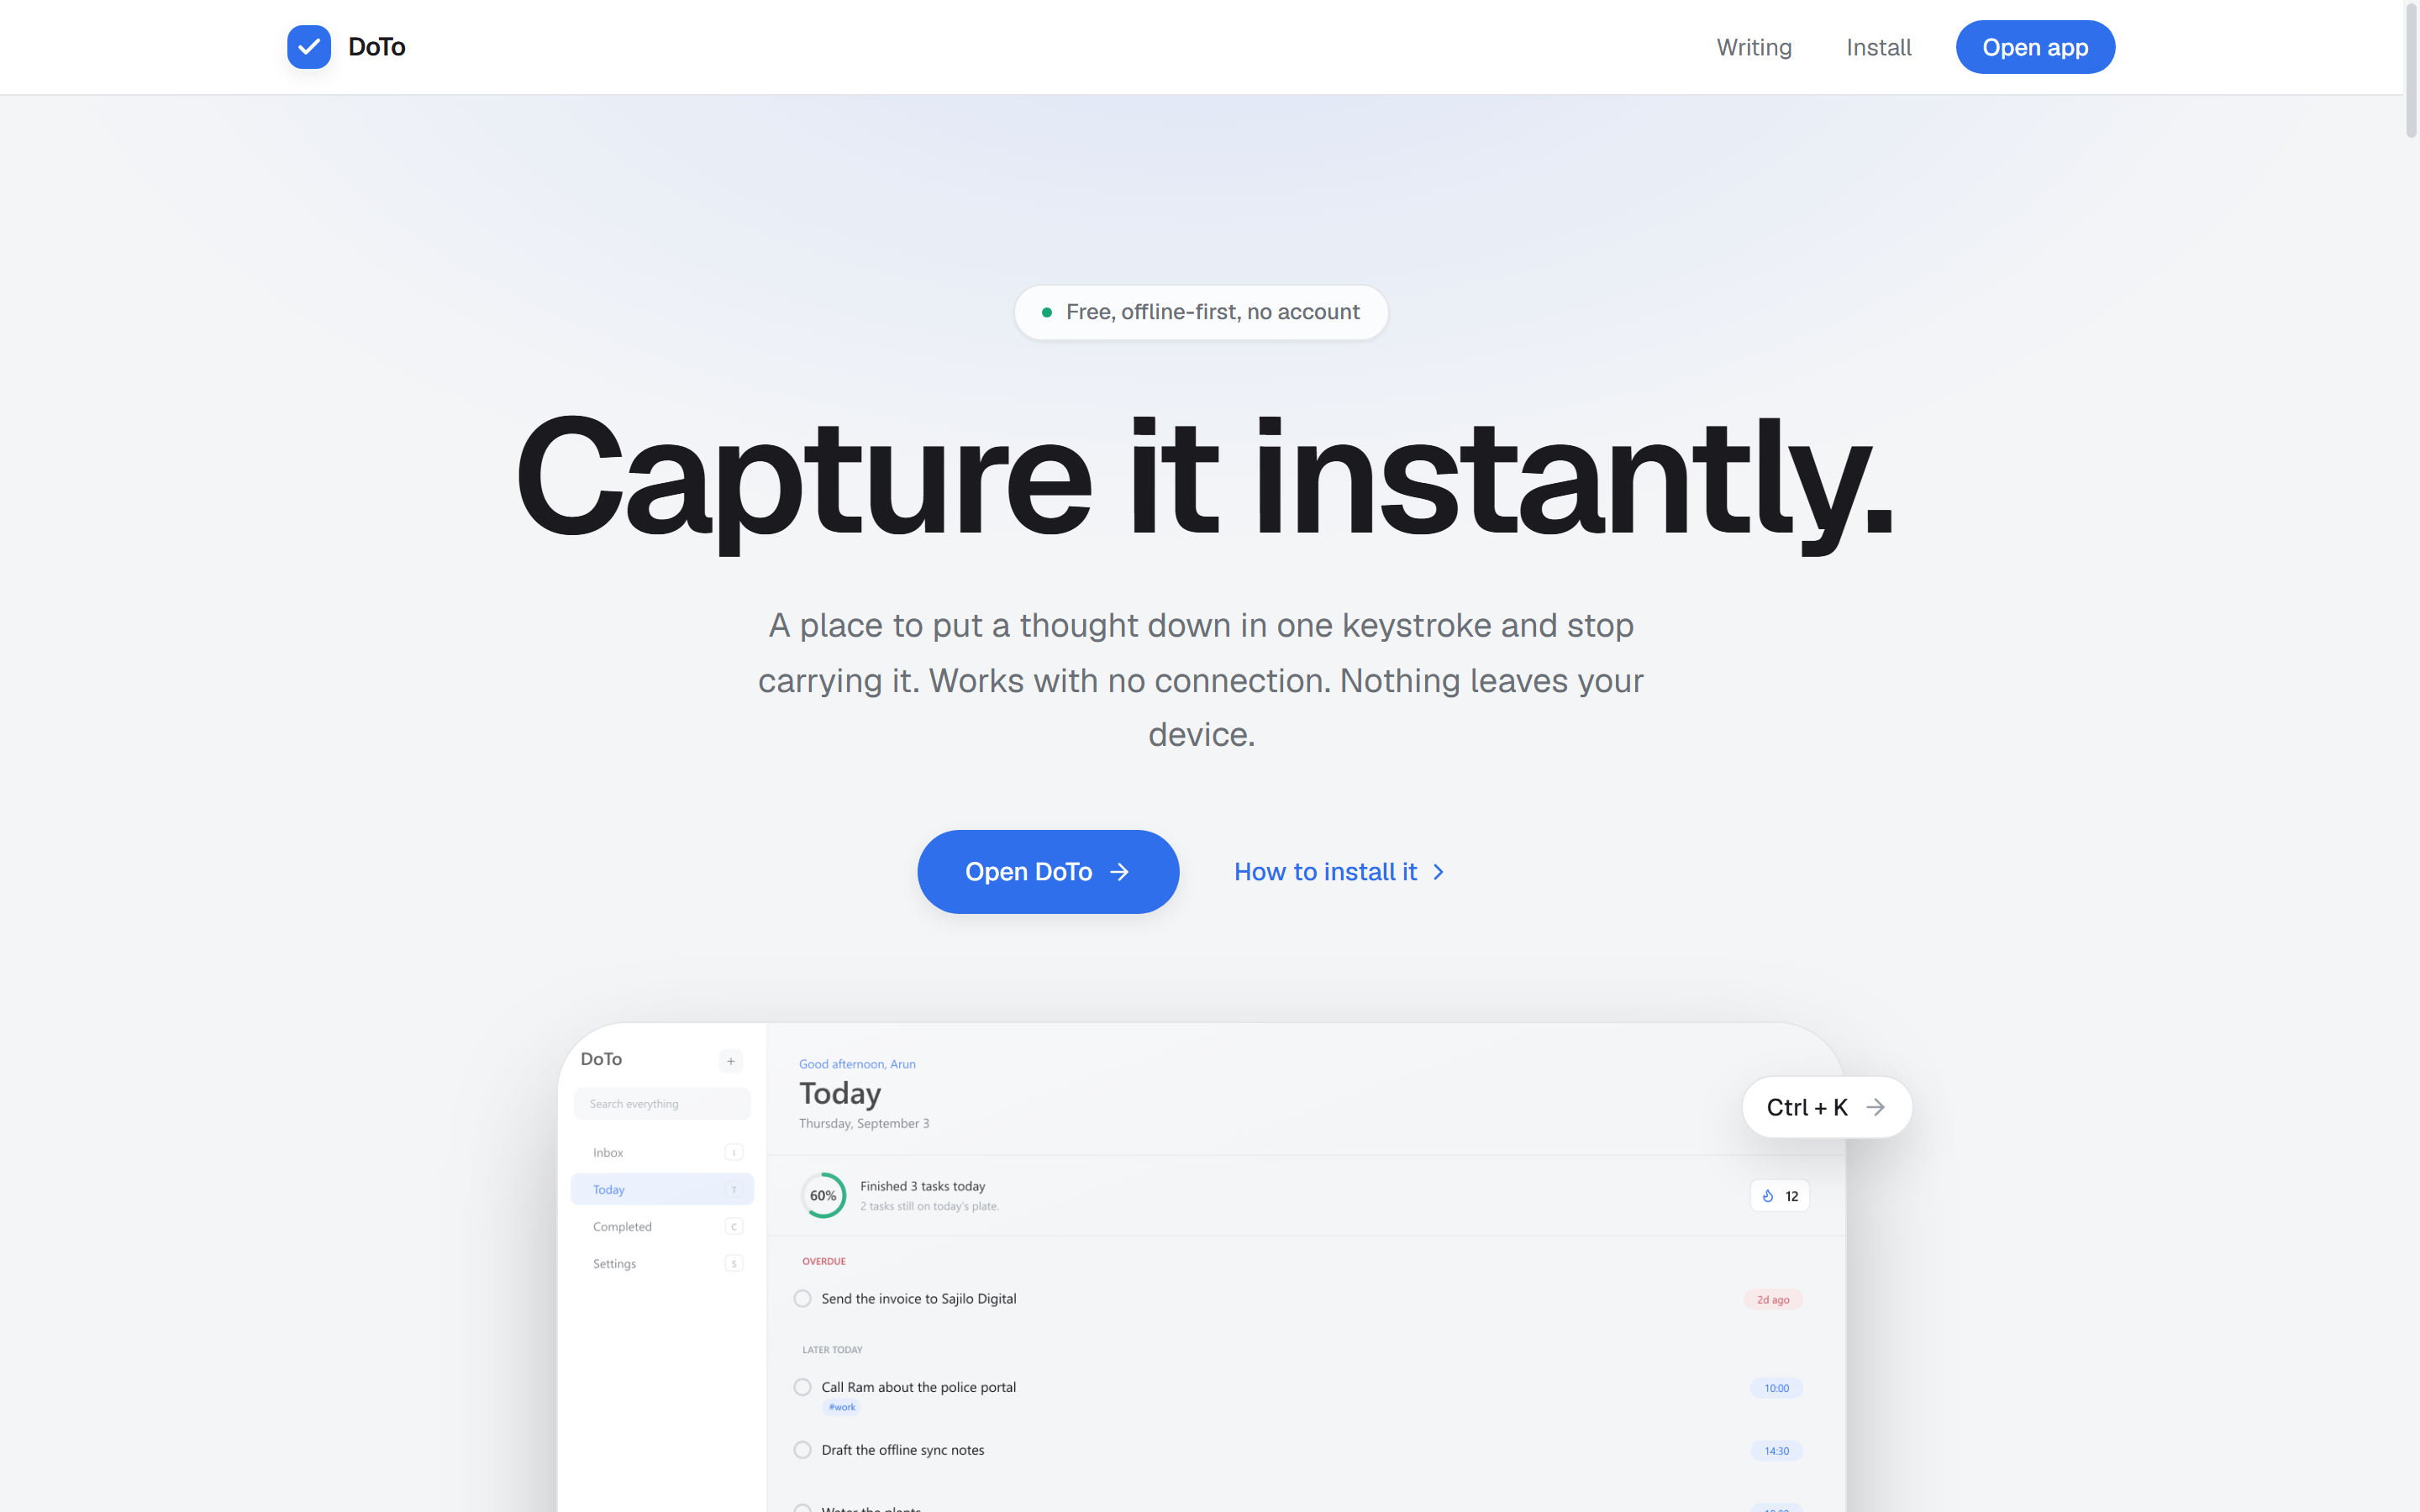 DoTo
Writing
Install
Open app
Free, offline-first, no account
Capture it instantly.
A place to put a thought down in one keystroke and stop
carrying it. Works with no connection. Nothing leaves your
device.
Open DoTo
How to install it
DoTo
+
Search everything
Inbox I
Today T
Completed C
Settings S
Good afternoon, Arun
Today
Thursday, September 3
Ctrl + K
60%
Finished 3 tasks today
2 tasks still on today's plate.
12
OVERDUE
Send the invoice to Sajilo Digital
2d ago
LATER TODAY
Call Ram about the police portal
10:00
#work
Draft the offline sync notes
14:30